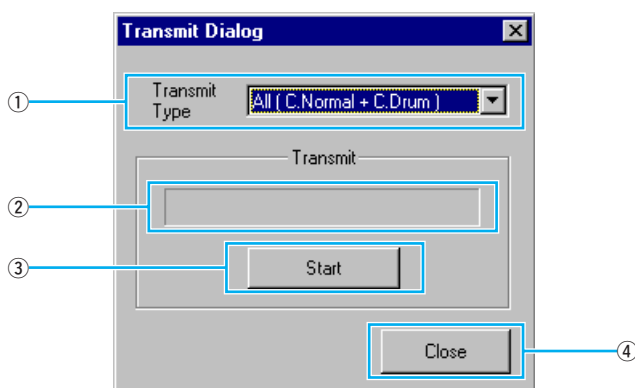 Transmit Dialog
① Transmit Type All ( C.Normal + C.Drum )
Transmit
②
③ Start
Close ④